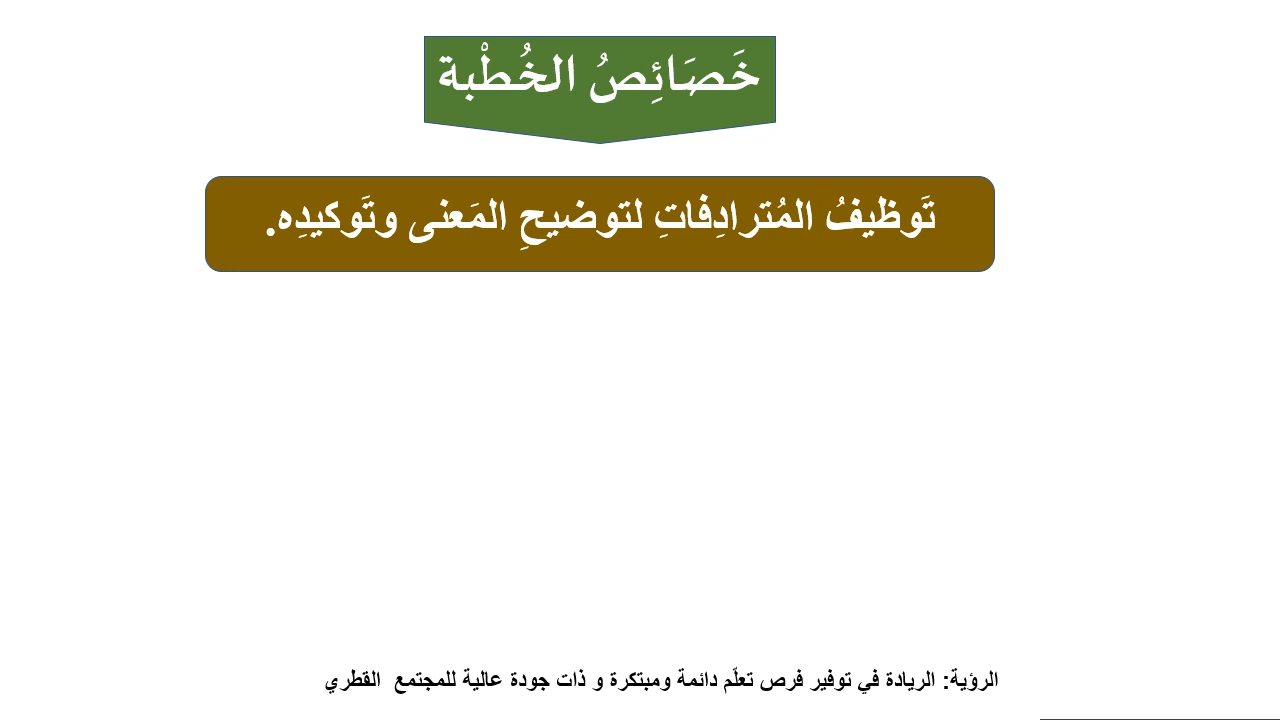 خَصَائِصُ الخُطْبة
تَوظيفُ المُترادِفاتِ لتوضيحِ المَعنى وتَوكيدِه.
الرؤية: الريادة في توفير فرص تعلّم دائمة ومبتكرة و ذات جودة عالية للمجتمع القطري